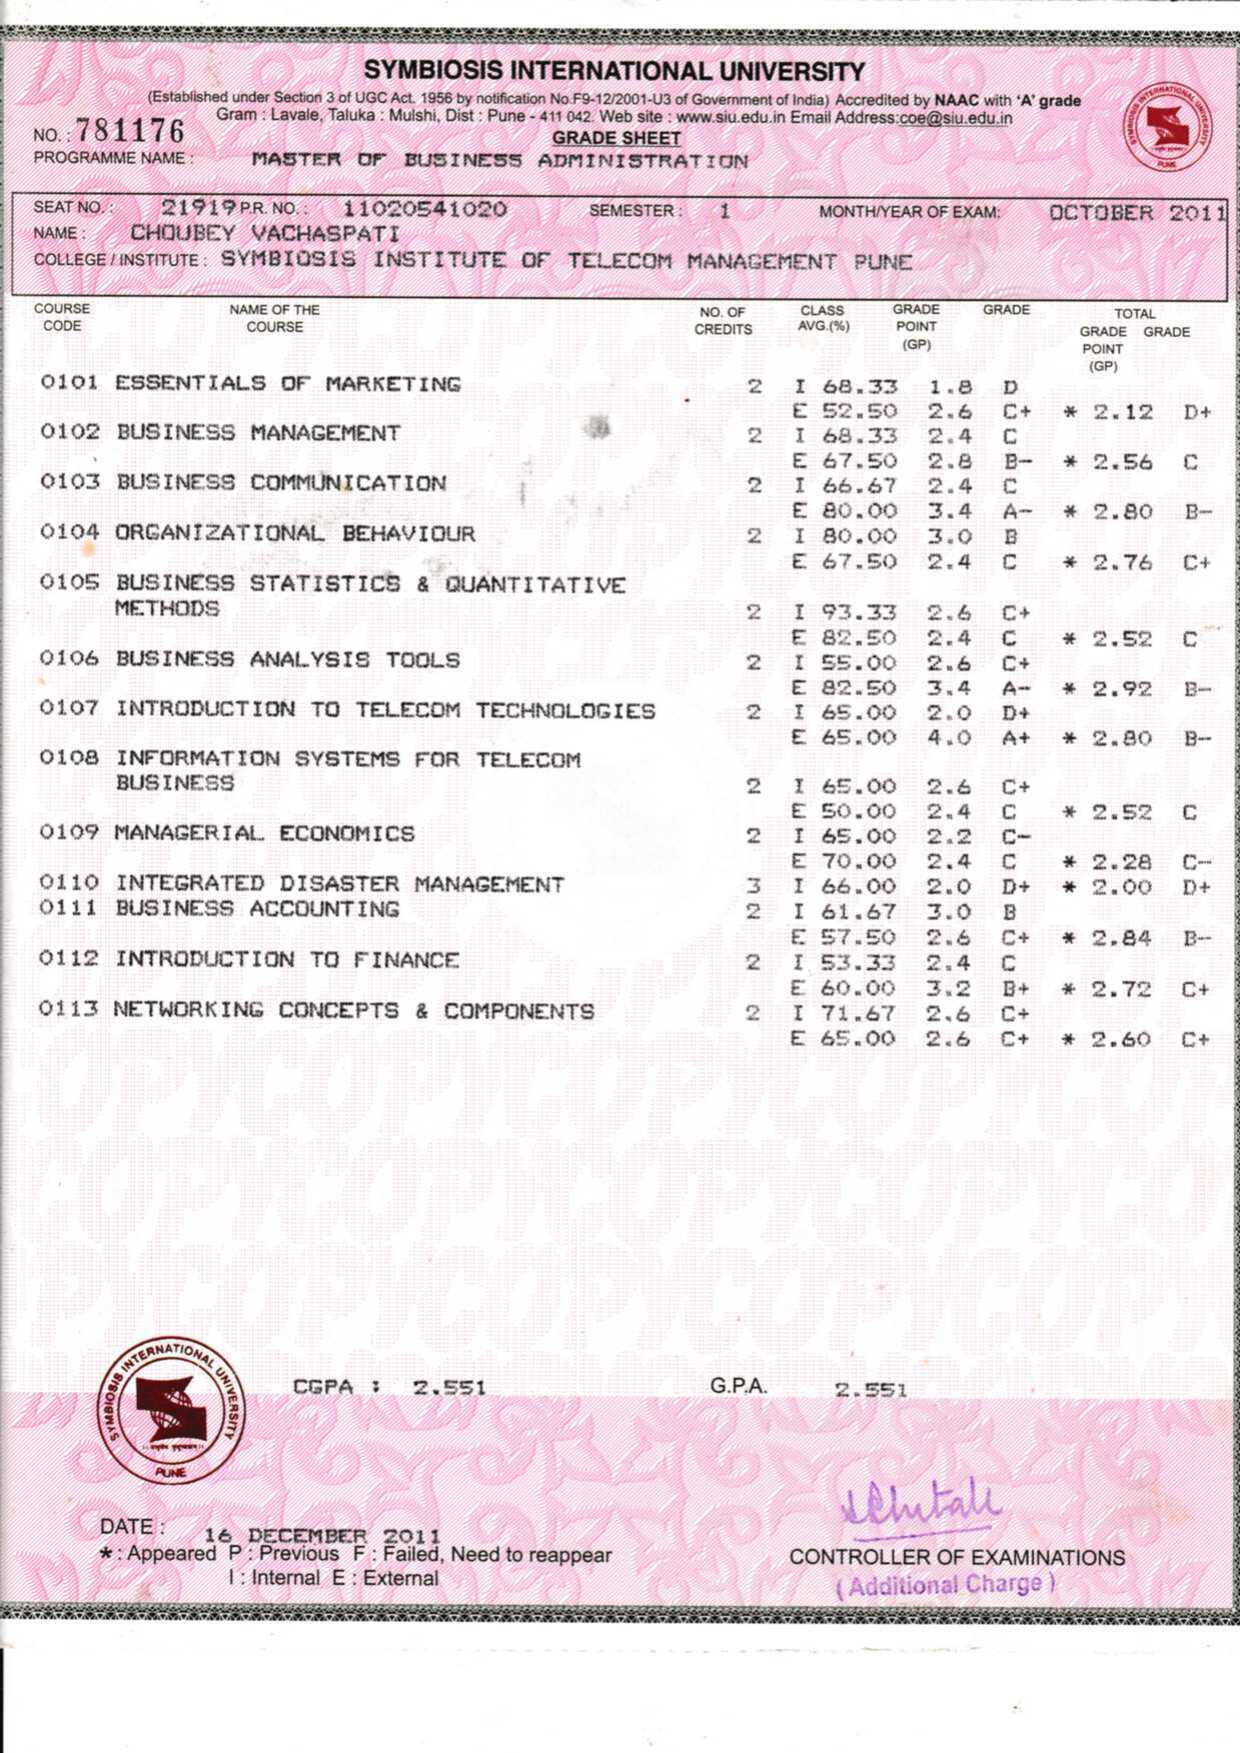 SYMBIOSIS INTERNATIONAL UNIVERSITY
(Established under Section 3 of UGC Act. 1956 by notification No.F9-12/2001-U3 of Government of India) Accredited by NAAC with 'A' grade
Gram : Lavale, Taluka : Mulshi, Dist : Pune - 411 042. Web site : www.siu.edu.in Email Address:coe@siu.edu.in
NO. : 781176
GRADE SHEET
PROGRAMME NAME : MASTER OF BUSINESS ADMINISTRATION
SYMBIOSIS INTERNATIONAL UNIVERSITY
PUNE
SEAT NO. : 21919 P.R. NO. : 11020541020 SEMESTER : 1 MONTH/YEAR OF EXAM: OCTOBER 2011
NAME : CHOUBEY VACHASPATI
COLLEGE / INSTITUTE : SYMBIOSIS INSTITUTE OF TELECOM MANAGEMENT PUNE
COURSE NAME OF THE NO. OF CLASS GRADE GRADE TOTAL
CODE COURSE CREDITS AVG.(%) POINT GRADE GRADE
(GP) POINT
(GP)
0101 ESSENTIALS OF MARKETING 2 I 68.33 1.8 D
E 52.50 2.6 C+ * 2.12 D+
0102 BUSINESS MANAGEMENT 2 I 68.33 2.4 C
E 67.50 2.8 B- * 2.56 C
0103 BUSINESS COMMUNICATION 2 I 66.67 2.4 C
E 80.00 3.4 A- * 2.80 B-
0104 ORGANIZATIONAL BEHAVIOUR 2 I 80.00 3.0 B
E 67.50 2.4 C * 2.76 C+
0105 BUSINESS STATISTICS & QUANTITATIVE
METHODS 2 I 93.33 2.6 C+
E 82.50 2.4 C * 2.52 C
0106 BUSINESS ANALYSIS TOOLS 2 I 55.00 2.6 C+
E 82.50 3.4 A- * 2.92 B-
0107 INTRODUCTION TO TELECOM TECHNOLOGIES 2 I 65.00 2.0 D+
E 65.00 4.0 A+ * 2.80 B-
0108 INFORMATION SYSTEMS FOR TELECOM
BUSINESS 2 I 65.00 2.6 C+
E 50.00 2.4 C * 2.52 C
0109 MANAGERIAL ECONOMICS 2 I 65.00 2.2 C-
E 70.00 2.4 C * 2.28 C-
0110 INTEGRATED DISASTER MANAGEMENT 3 I 66.00 2.0 D+ * 2.00 D+
0111 BUSINESS ACCOUNTING 2 I 61.67 3.0 B
E 57.50 2.6 C+ * 2.84 B-
0112 INTRODUCTION TO FINANCE 2 I 53.33 2.4 C
E 60.00 3.2 B+ * 2.72 C+
0113 NETWORKING CONCEPTS & COMPONENTS 2 I 71.67 2.6 C+
E 65.00 2.6 C+ * 2.60 C+
SYMBIOSIS INTERNATIONAL UNIVERSITY
PUNE
CGPA : 2.551 G.P.A. 2.551
DATE : 16 DECEMBER 2011
* : Appeared P : Previous F : Failed, Need to reappear
I : Internal E : External
CONTROLLER OF EXAMINATIONS
(Additional Charge)